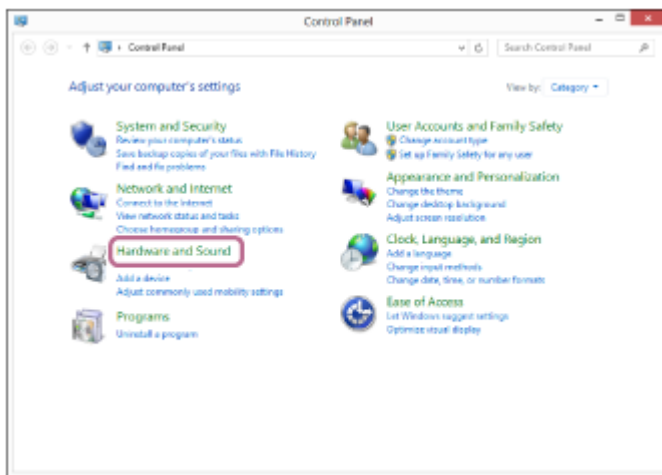 Control Panel
Control Panel
Search Control Panel
Adjust your computer's settings
View by: Category
System and Security
Review your computer's status
Save backup copies of your files with File History
Find and fix problems
Network and Internet
Connect to the Internet
View network status and tasks
Choose homegroup and sharing options
Hardware and Sound
Add a device
Adjust commonly used mobility settings
Programs
Uninstall a program
User Accounts and Family Safety
Change account type
Set up Family Safety for any user
Appearance and Personalization
Change the theme
Change desktop background
Adjust screen resolution
Clock, Language, and Region
Add a language
Change input methods
Change date, time, or number formats
Ease of Access
Let Windows suggest settings
Optimize visual display